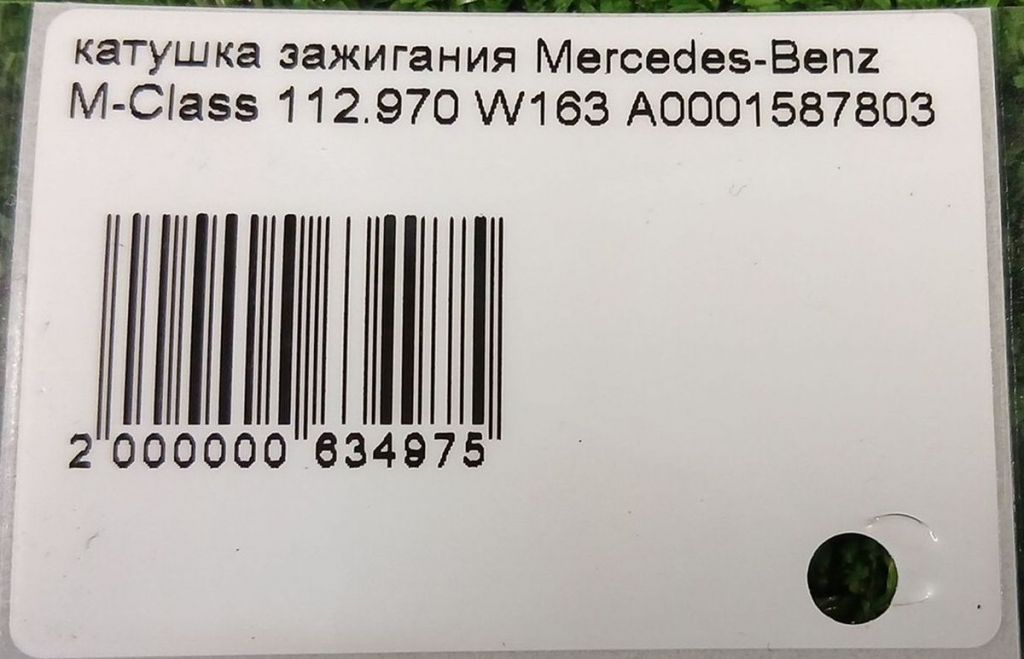 катушка зажигания Mercedes-Benz
M-Class 112.970 W163 A0001587803
2 000000 634975